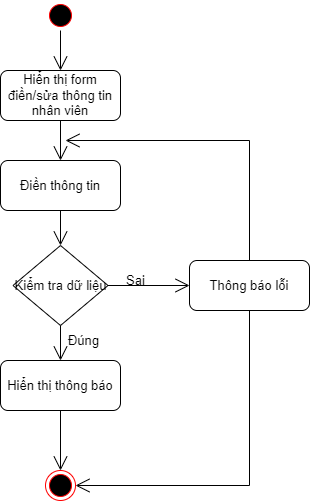 Hiển thị form
điền/sửa thông tin
nhân viên
Điền thông tin
Kiểm tra dữ liệu
Sai
Thông báo lỗi
Đúng
Hiển thị thông báo